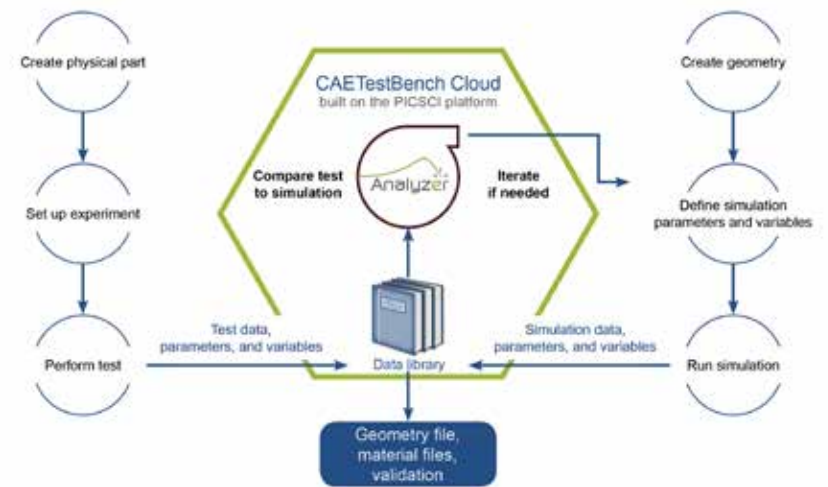 Create physical part
Set up experiment
Perform test
CAETestBench Cloud
built on the PICSCI platform
Compare test
to simulation
Analyzer
Iterate
if needed
Test data,
parameters, and variables
Data library
Simulation data,
parameters, and variables
Geometry file,
material files,
validation
Create geometry
Define simulation
parameters and variables
Run simulation